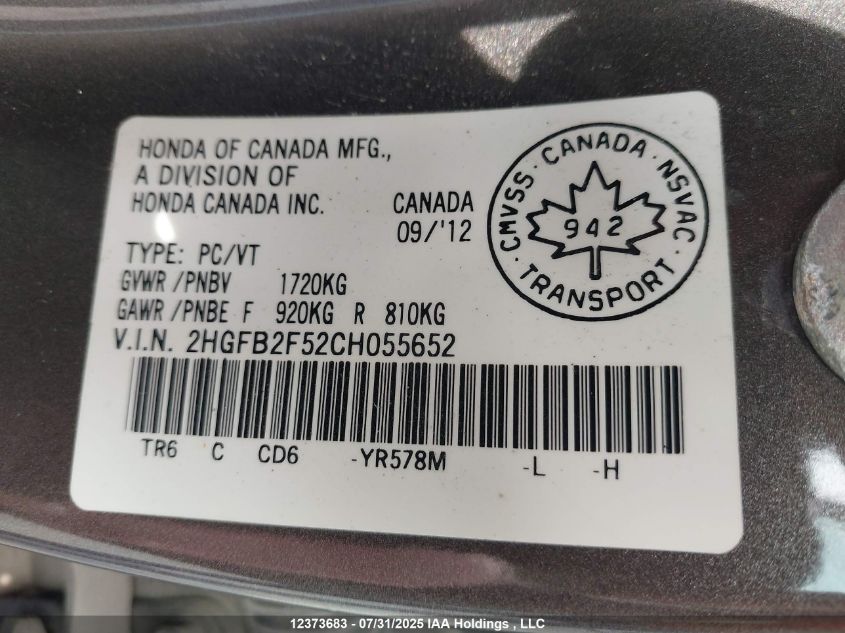 HONDA OF CANADA MFG.,
A DIVISION OF
HONDA CANADA INC.
CANADA
09/'12
CMVSS · CANADA · NSVAC
942
· TRANSPORT ·
TYPE: PC/VT
GVWR /PNBV 1720KG
GAWR /PNBE F 920KG R 810KG
V.I.N. 2HGFB2F52CH055652
TR6 C CD6 -YR578M -L -H
12373683 - 07/31/2025 IAA Holdings , LLC